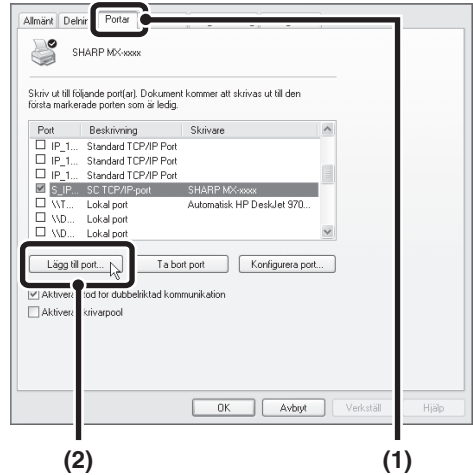 Allmänt Portar
SHARP MX-xxxx
Skriv ut till följande port(ar). Dokument kommer att skrivas ut till den
första markerade porten som är ledig.
Port Beskrivning Skrivare
IP_1... Standard TCP/IP Port
IP_1... Standard TCP/IP Port
IP_1... Standard TCP/IP Port
S_IP... SC TCP/IP-port SHARP MX-xxxx
\\T... Lokal port Automatisk HP DeskJet 970...
\\D... Lokal port
\\D... Lokal port
Lägg till port... Ta bort port Konfigurera port...
för dubbelriktad kommunikation
OK Avbryt Verkställ Hjälp
(2) (1)